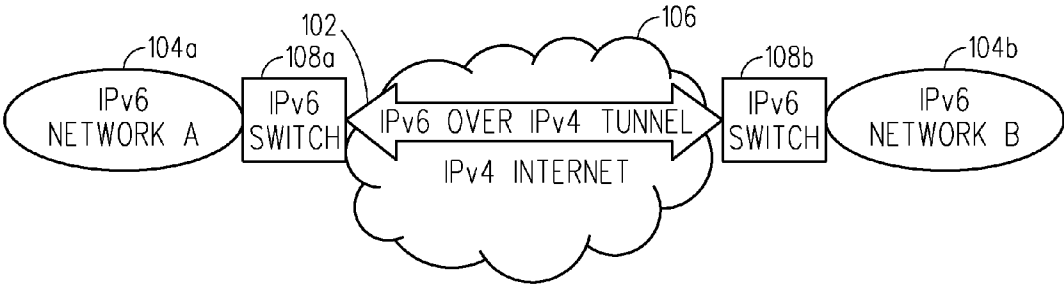 104a
108a
102
106
108b
104b
IPv6
NETWORK A
IPv6
SWITCH
IPv6 OVER IPv4 TUNNEL
IPv4 INTERNET
IPv6
SWITCH
IPv6
NETWORK B